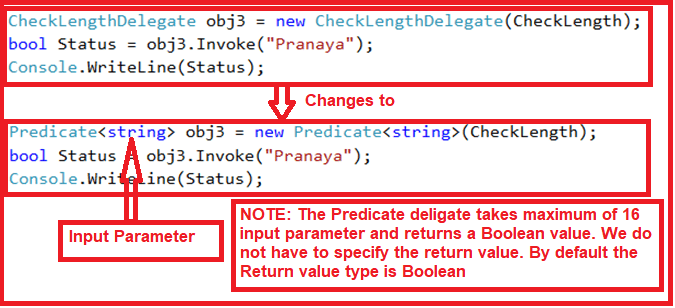 CheckLengthDelegate obj3 = new CheckLengthDelegate(CheckLength);
bool Status = obj3.Invoke("Pranaya");
Console.WriteLine(Status);
Changes to
Predicate<string> obj3 = new Predicate<string>(CheckLength);
bool Status = obj3.Invoke("Pranaya");
Console.WriteLine(Status);
Input Parameter
NOTE: The Predicate deligate takes maximum of 16
input parameter and returns a Boolean value. We do
not have to specify the return value. By default the
Return value type is Boolean